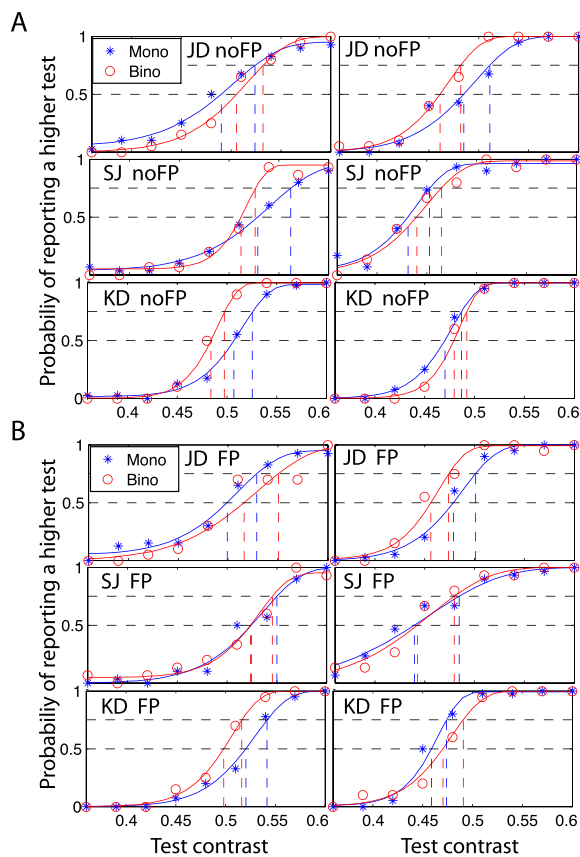 A
Probabiliy of reporting a higher test
Mono
Bino
JD noFP
JD noFP
1
0.5
SJ noFP
SJ noFP
1
0.5
KD noFP
KD noFP
1
0.5
0
0.4 0.45 0.5 0.55 0.6
0.4 0.45 0.5 0.55 0.6
B
Probability of reporting a higher test
Mono
Bino
JD FP
JD FP
1
0.5
SJ FP
SJ FP
1
0.5
KD FP
KD FP
1
0.5
0
0.4 0.45 0.5 0.55 0.6
0.4 0.45 0.5 0.55 0.6
Test contrast
Test contrast